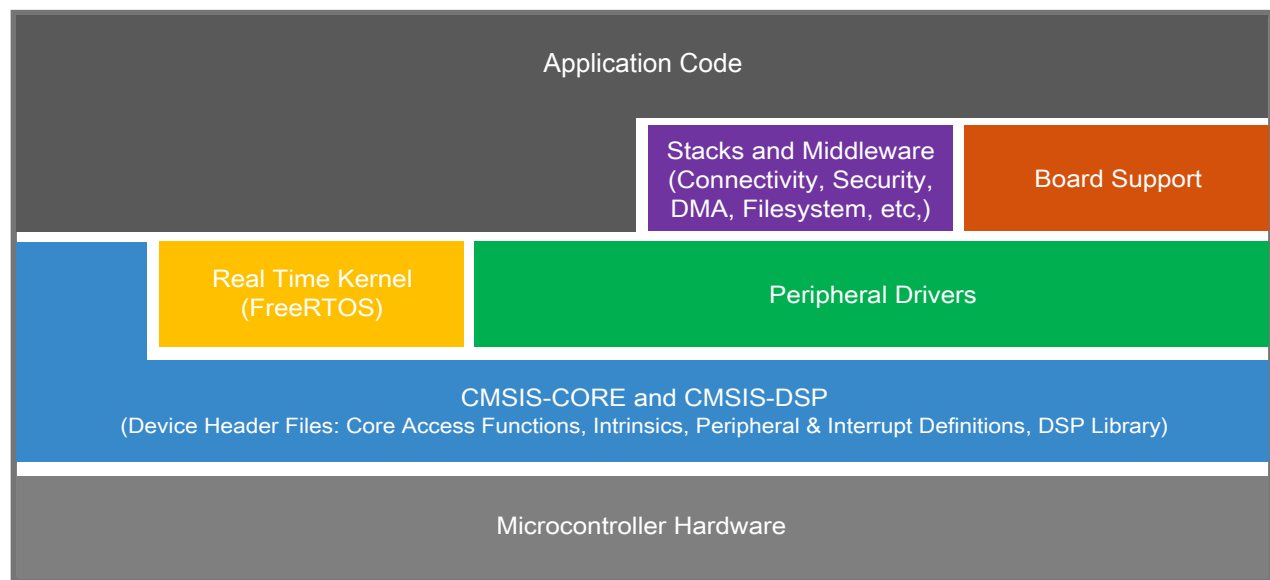 Application Code
Stacks and Middleware
(Connectivity, Security,
DMA, Filesystem, etc,)
Board Support
Real Time Kernel
(FreeRTOS)
Peripheral Drivers
CMSIS-CORE and CMSIS-DSP
(Device Header Files: Core Access Functions, Intrinsics, Peripheral & Interrupt Definitions, DSP Library)
Microcontroller Hardware